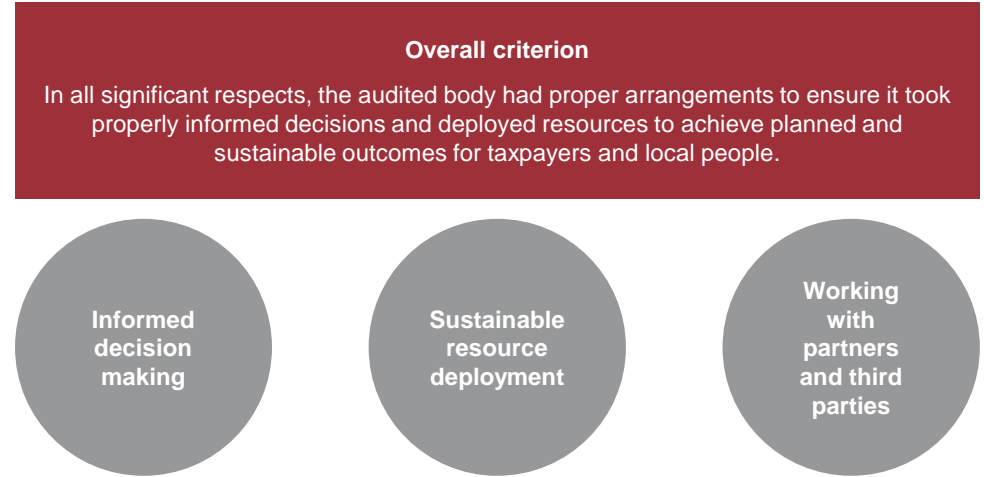 Overall criterion
In all significant respects, the audited body had proper arrangements to ensure it took
properly informed decisions and deployed resources to achieve planned and
sustainable outcomes for taxpayers and local people.
Informed
decision
making
Sustainable
resource
deployment
Working
with
partners
and third
parties